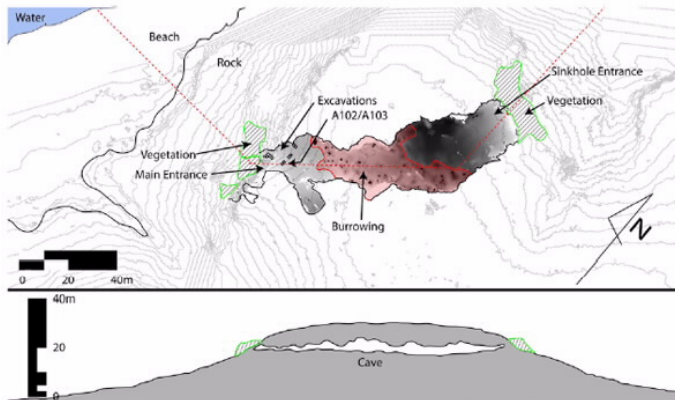 Water
Beach
Rock
Sinkhole Entrance
Excavations
A102/A103
Vegetation
Vegetation
Main Entrance
Burrowing
N
0 20 40m
40m
20
0
Cave